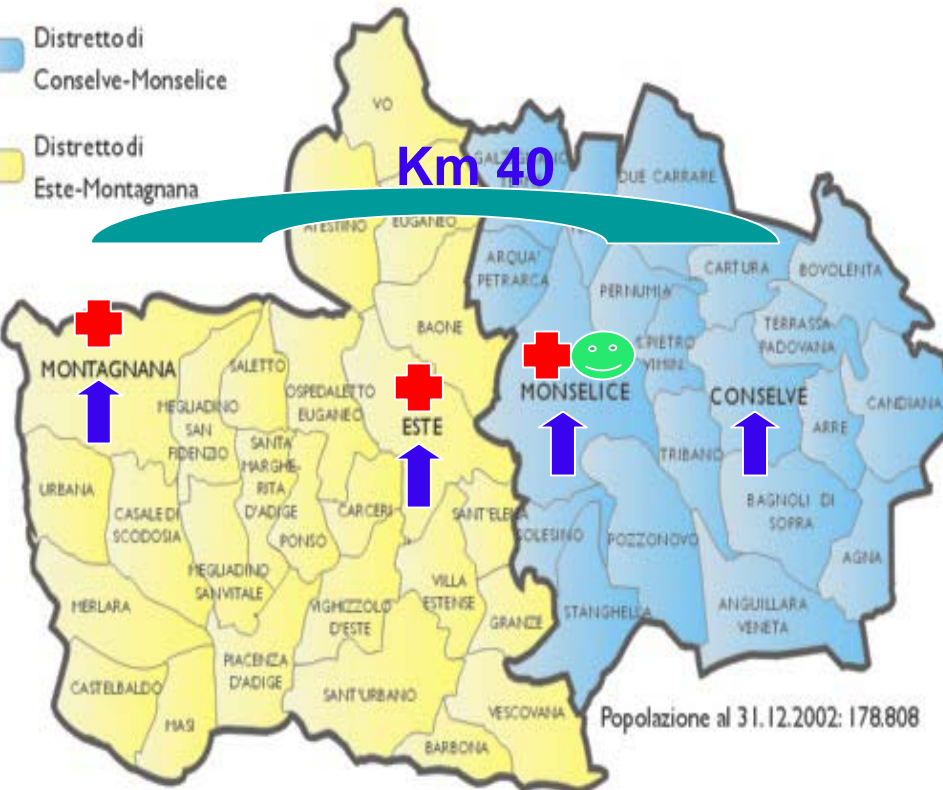 Distretto di
Conselve-Monselice
Distretto di
Este-Montagnana
VO
Km 40
DUE CARRARE
EUGANEO
ARQUA'
PETRARCA
CARTURA
BOVOLENTA
PERNUMIA
BAONE
TERRASSA
PADOVANA
S.PIETRO
VIMIN.
MONTAGNANA
SALETTO
OSPEDALETTO
EUGANEO
MONSELICE
CONSELVE
CANDIANA
MEGLIADINO
SAN
FIDENZIO
ESTE
ARRE
SANTA
MARGHE-
RITA
D'ADIGE
TRIBANO
URBANA
CASALE DI
SCODOSIA
CARCERI
SANT'ELENA
BAGNOLI DI
SOPRA
PONSO
SOLESINO
POZZONOVO
AGNA
MEGLIADINO
SANVITALE
VILLA
ESTENSE
MERLARA
VIGHIZZOLO
D'ESTE
GRANZE
STANGHELLA
ANGUILLARA
VENETA
PIACENZA
D'ADIGE
CASTELBALDO
SANT'URBANO
MASI
VESCOVANA
BARBONA
Popolazione al 31.12.2002: 178.808